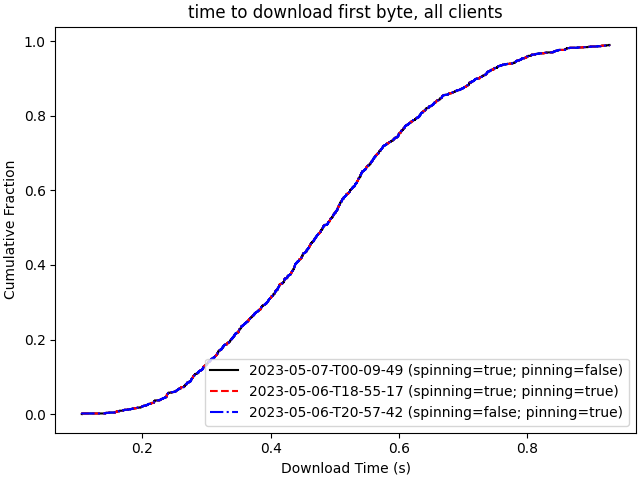 time to download first byte, all clients
1.0
0.8
0.6
0.4
0.2
0.0
Cumulative Fraction
2023-05-07-T00-09-49 (spinning=true; pinning=false)
2023-05-06-T18-55-17 (spinning=true; pinning=true)
2023-05-06-T20-57-42 (spinning=false; pinning=true)
0.2 0.4 0.6 0.8
Download Time (s)